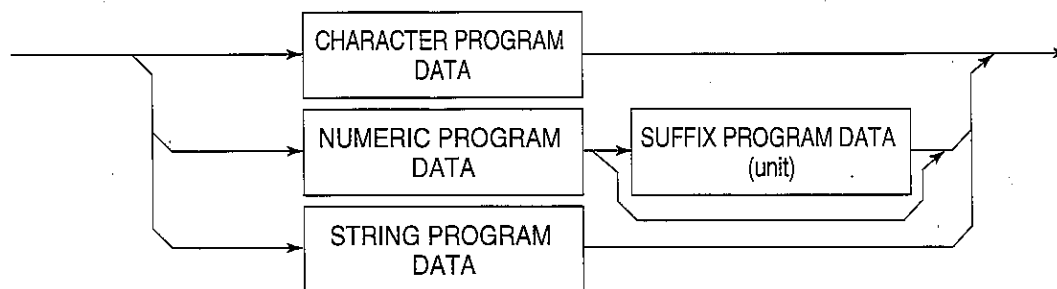 CHARACTER PROGRAM
DATA
NUMERIC PROGRAM
DATA
SUFFIX PROGRAM DATA
(unit)
STRING PROGRAM
DATA